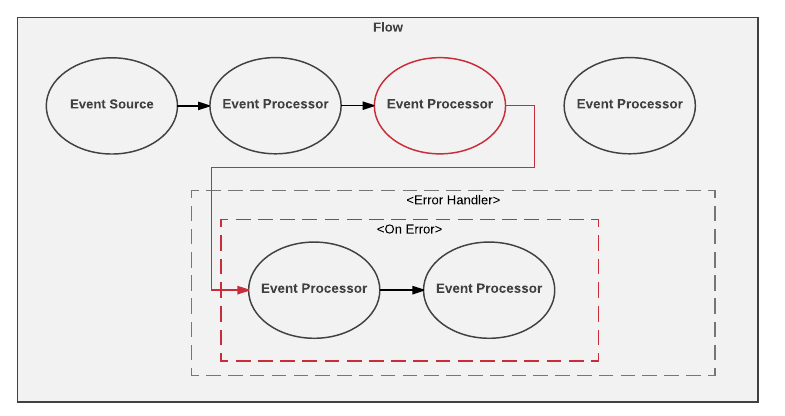 Flow
Event Source
Event Processor
Event Processor
Event Processor
<Error Handler>
<On Error>
Event Processor
Event Processor